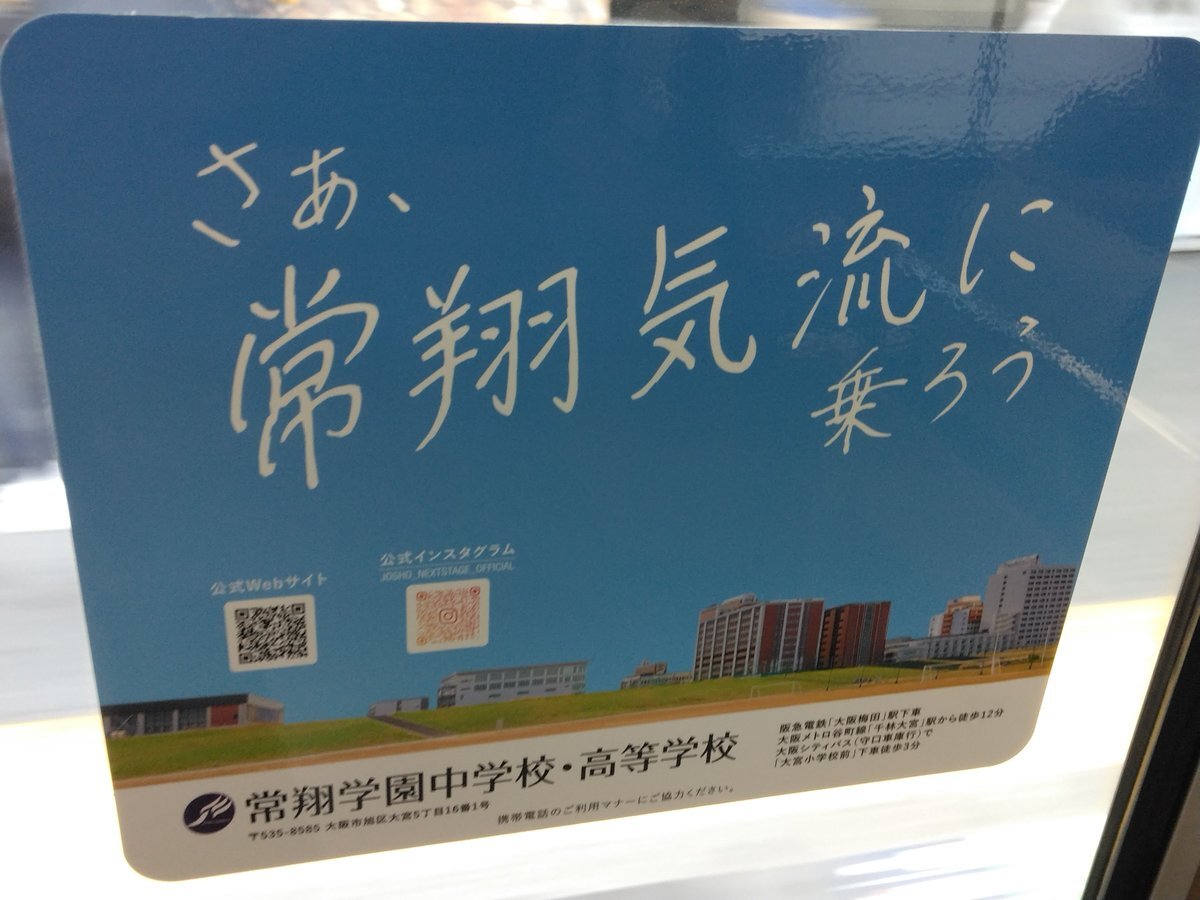 さあ、
常翔気流に
乗ろう
公式Webサイト
公式インスタグラム
JOSHO_NEXTSTAGE_OFFICIAL
常翔学園中学校・高等学校
〒535-8585 大阪市旭区大宮5丁目16番1号
携帯電話のご利用マナーにご協力ください。
阪急電鉄「大阪梅田」駅下車
大阪メトロ谷町線「千林大宮」駅から徒歩12分
大阪シティバス(守口車庫行)で
「大宮小学校前」下車徒歩3分